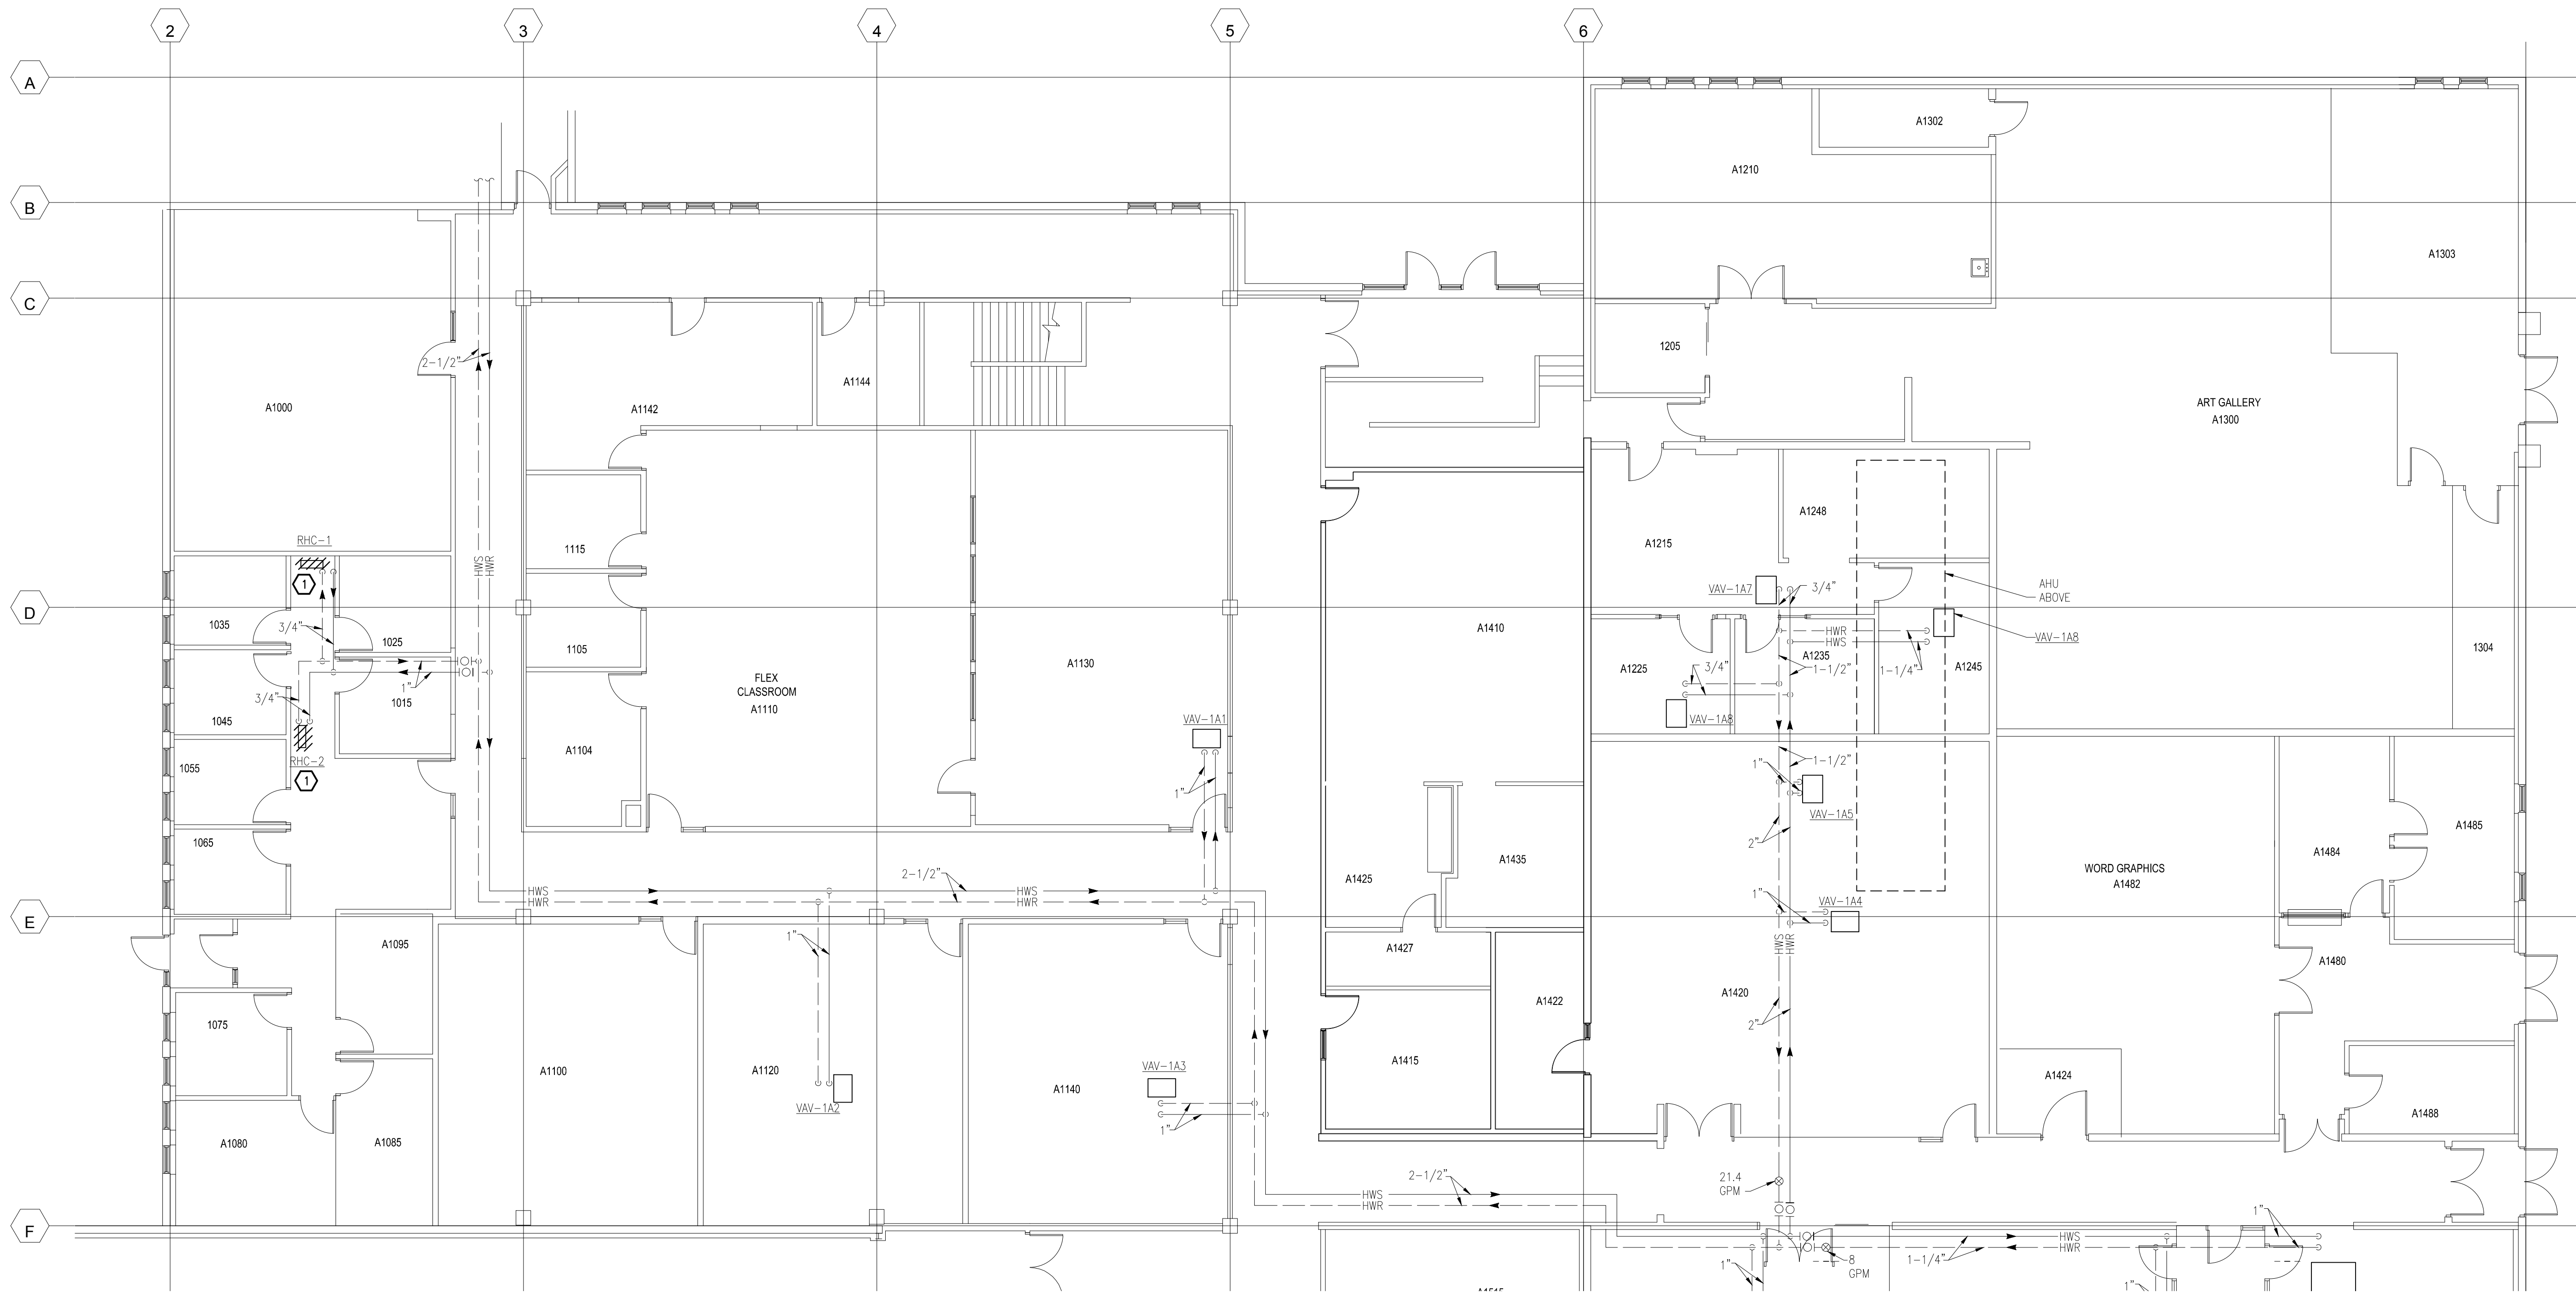 2
3
4
5
6
A
B
C
D
E
F
A1302
A1210
A1303
1205
2-1/2"
A1144
A1000
A1142
ART GALLERY
A1300
A1248
RHC-1
1115
A1215
HWS
HWR
1
VAV-1A7
3/4"
AHU
ABOVE
1035
3/4"
1025
A1410
HWR
HWS
VAV-1A8
1105
A1130
A1235
1304
3/4"
A1225
1-1/2"
1-1/4"
A1245
FLEX
CLASSROOM
A1110
1"
3/4"
1015
1045
VAV-1A1
VAV-1A8
A1104
RHC-2
1055
1
1-1/2"
1"
1"
VAV-1A5
A1485
1065
2"
A1435
A1484
WORD GRAPHICS
A1482
2-1/2"
A1425
HWS
HWR
HWS
HWR
1"
VAV-1A4
A1095
1"
HWS
HWR
A1427
A1480
A1420
A1422
1075
2"
A1415
A1100
A1120
VAV-1A3
A1140
A1424
VAV-1A2
1"
A1080
A1085
A1488
2-1/2"
21.4
GPM
HWS
HWR
1"
HWS
HWR
1"
8
GPM
1-1/4"
1"